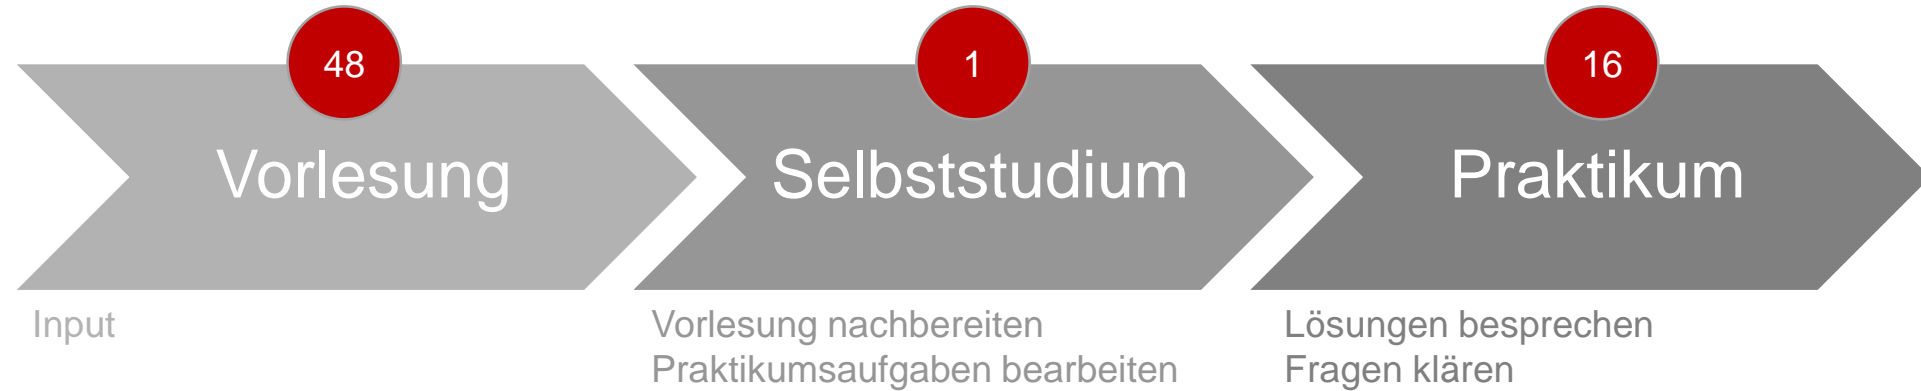 48
Vorlesung
Input
1
Selbststudium
Vorlesung nachbereiten
Praktikumsaufgaben bearbeiten
16
Praktikum
Lösungen besprechen
Fragen klären